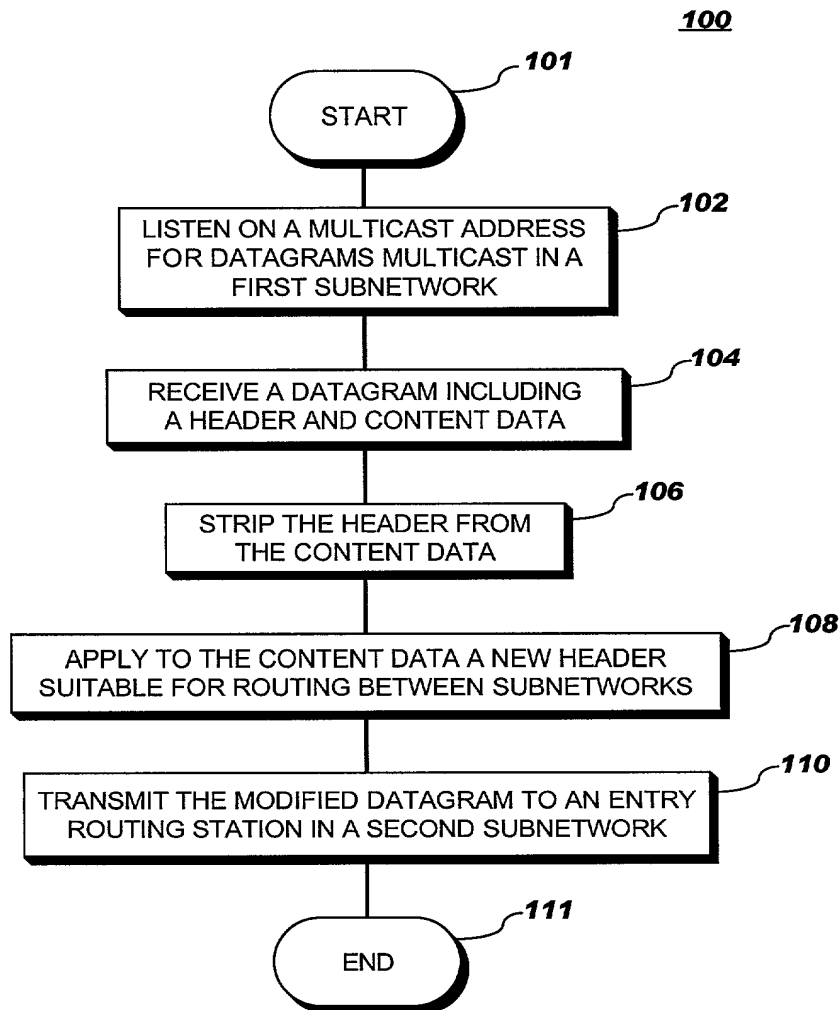 100
101
START
102
LISTEN ON A MULTICAST ADDRESS
FOR DATAGRAMS MULTICAST IN A
FIRST SUBNETWORK
104
RECEIVE A DATAGRAM INCLUDING
A HEADER AND CONTENT DATA
106
STRIP THE HEADER FROM
THE CONTENT DATA
108
APPLY TO THE CONTENT DATA A NEW HEADER
SUITABLE FOR ROUTING BETWEEN SUBNETWORKS
110
TRANSMIT THE MODIFIED DATAGRAM TO AN ENTRY
ROUTING STATION IN A SECOND SUBNETWORK
111
END